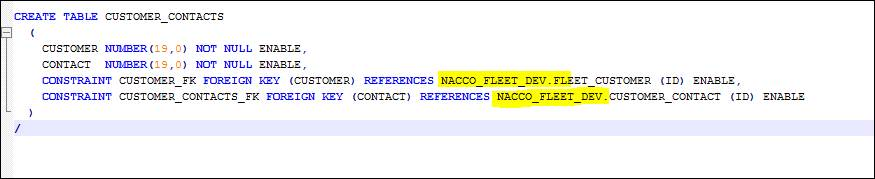 CREATE TABLE CUSTOMER_CONTACTS
(
CUSTOMER NUMBER(19,0) NOT NULL ENABLE,
CONTACT  NUMBER(19,0) NOT NULL ENABLE,
CONSTRAINT CUSTOMER_FK FOREIGN KEY (CUSTOMER) REFERENCES NACCO_FLEET_DEV.FLEET_CUSTOMER (ID) ENABLE,
CONSTRAINT CUSTOMER_CONTACTS_FK FOREIGN KEY (CONTACT) REFERENCES NACCO_FLEET_DEV.CUSTOMER_CONTACT (ID) ENABLE
)
/